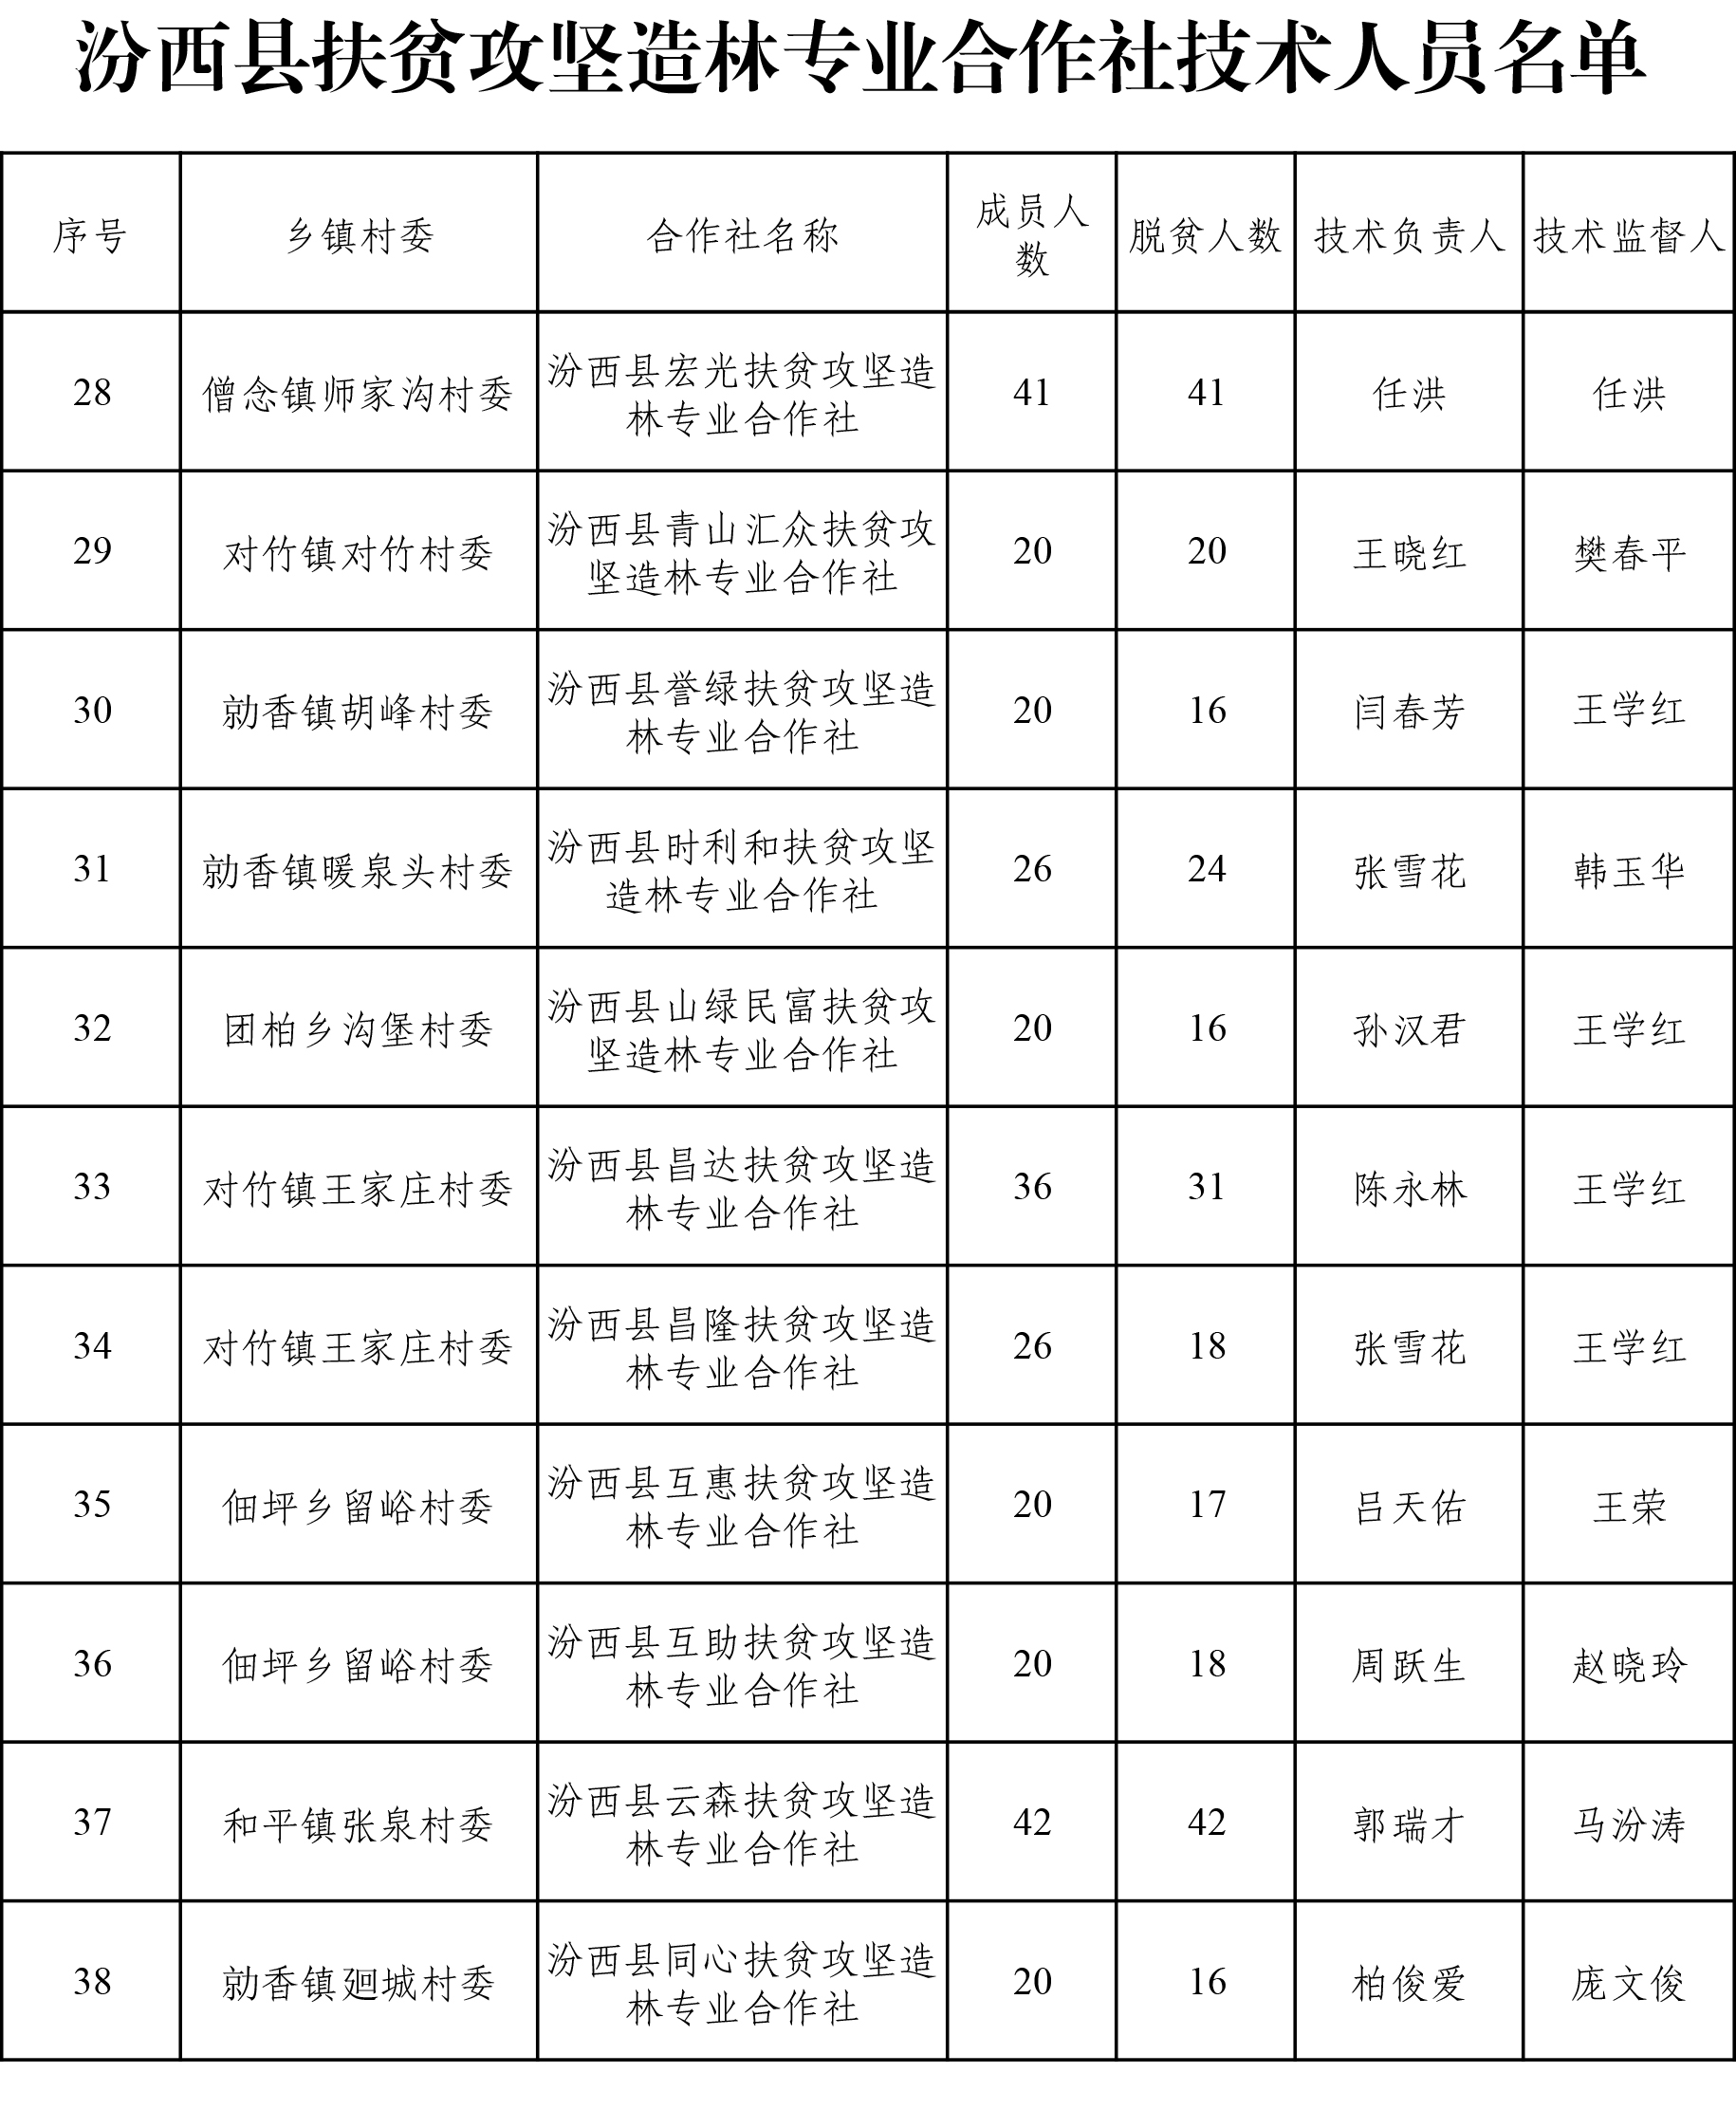 汾西县扶贫攻坚造林专业合作社技术人员名单
序号 乡镇村委 合作社名称 成员人数 脱贫人数 技术负责人 技术监督人
28 僧念镇师家沟村委 汾西县宏光扶贫攻坚造林专业合作社 41 41 任洪 任洪
29 对竹镇对竹村委 汾西县青山汇众扶贫攻坚造林专业合作社 20 20 王晓红 樊春平
30 勍香镇胡峰村委 汾西县誉绿扶贫攻坚造林专业合作社 20 16 闫春芳 王学红
31 勍香镇暖泉头村委 汾西县时利和扶贫攻坚造林专业合作社 26 24 张雪花 韩玉华
32 团柏乡沟堡村委 汾西县山绿民富扶贫攻坚造林专业合作社 20 16 孙汉君 王学红
33 对竹镇王家庄村委 汾西县昌达扶贫攻坚造林专业合作社 36 31 陈永林 王学红
34 对竹镇王家庄村委 汾西县昌隆扶贫攻坚造林专业合作社 26 18 张雪花 王学红
35 佃坪乡留峪村委 汾西县互惠扶贫攻坚造林专业合作社 20 17 吕天佑 王荣
36 佃坪乡留峪村委 汾西县互助扶贫攻坚造林专业合作社 20 18 周跃生 赵晓玲
37 和平镇张泉村委 汾西县云森扶贫攻坚造林专业合作社 42 42 郭瑞才 马汾涛
38 勍香镇廻城村委 汾西县同心扶贫攻坚造林专业合作社 20 16 柏俊爱 庞文俊